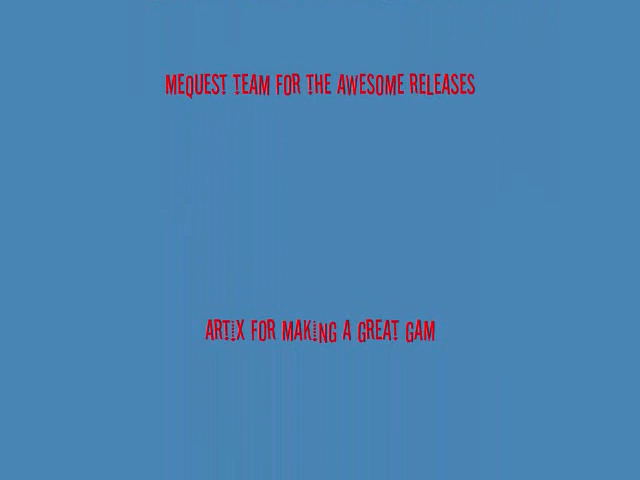 MEQUEST TEAM FOR THE AWESOME RELEASES
ARTIX FOR MAKING A GREAT GAM